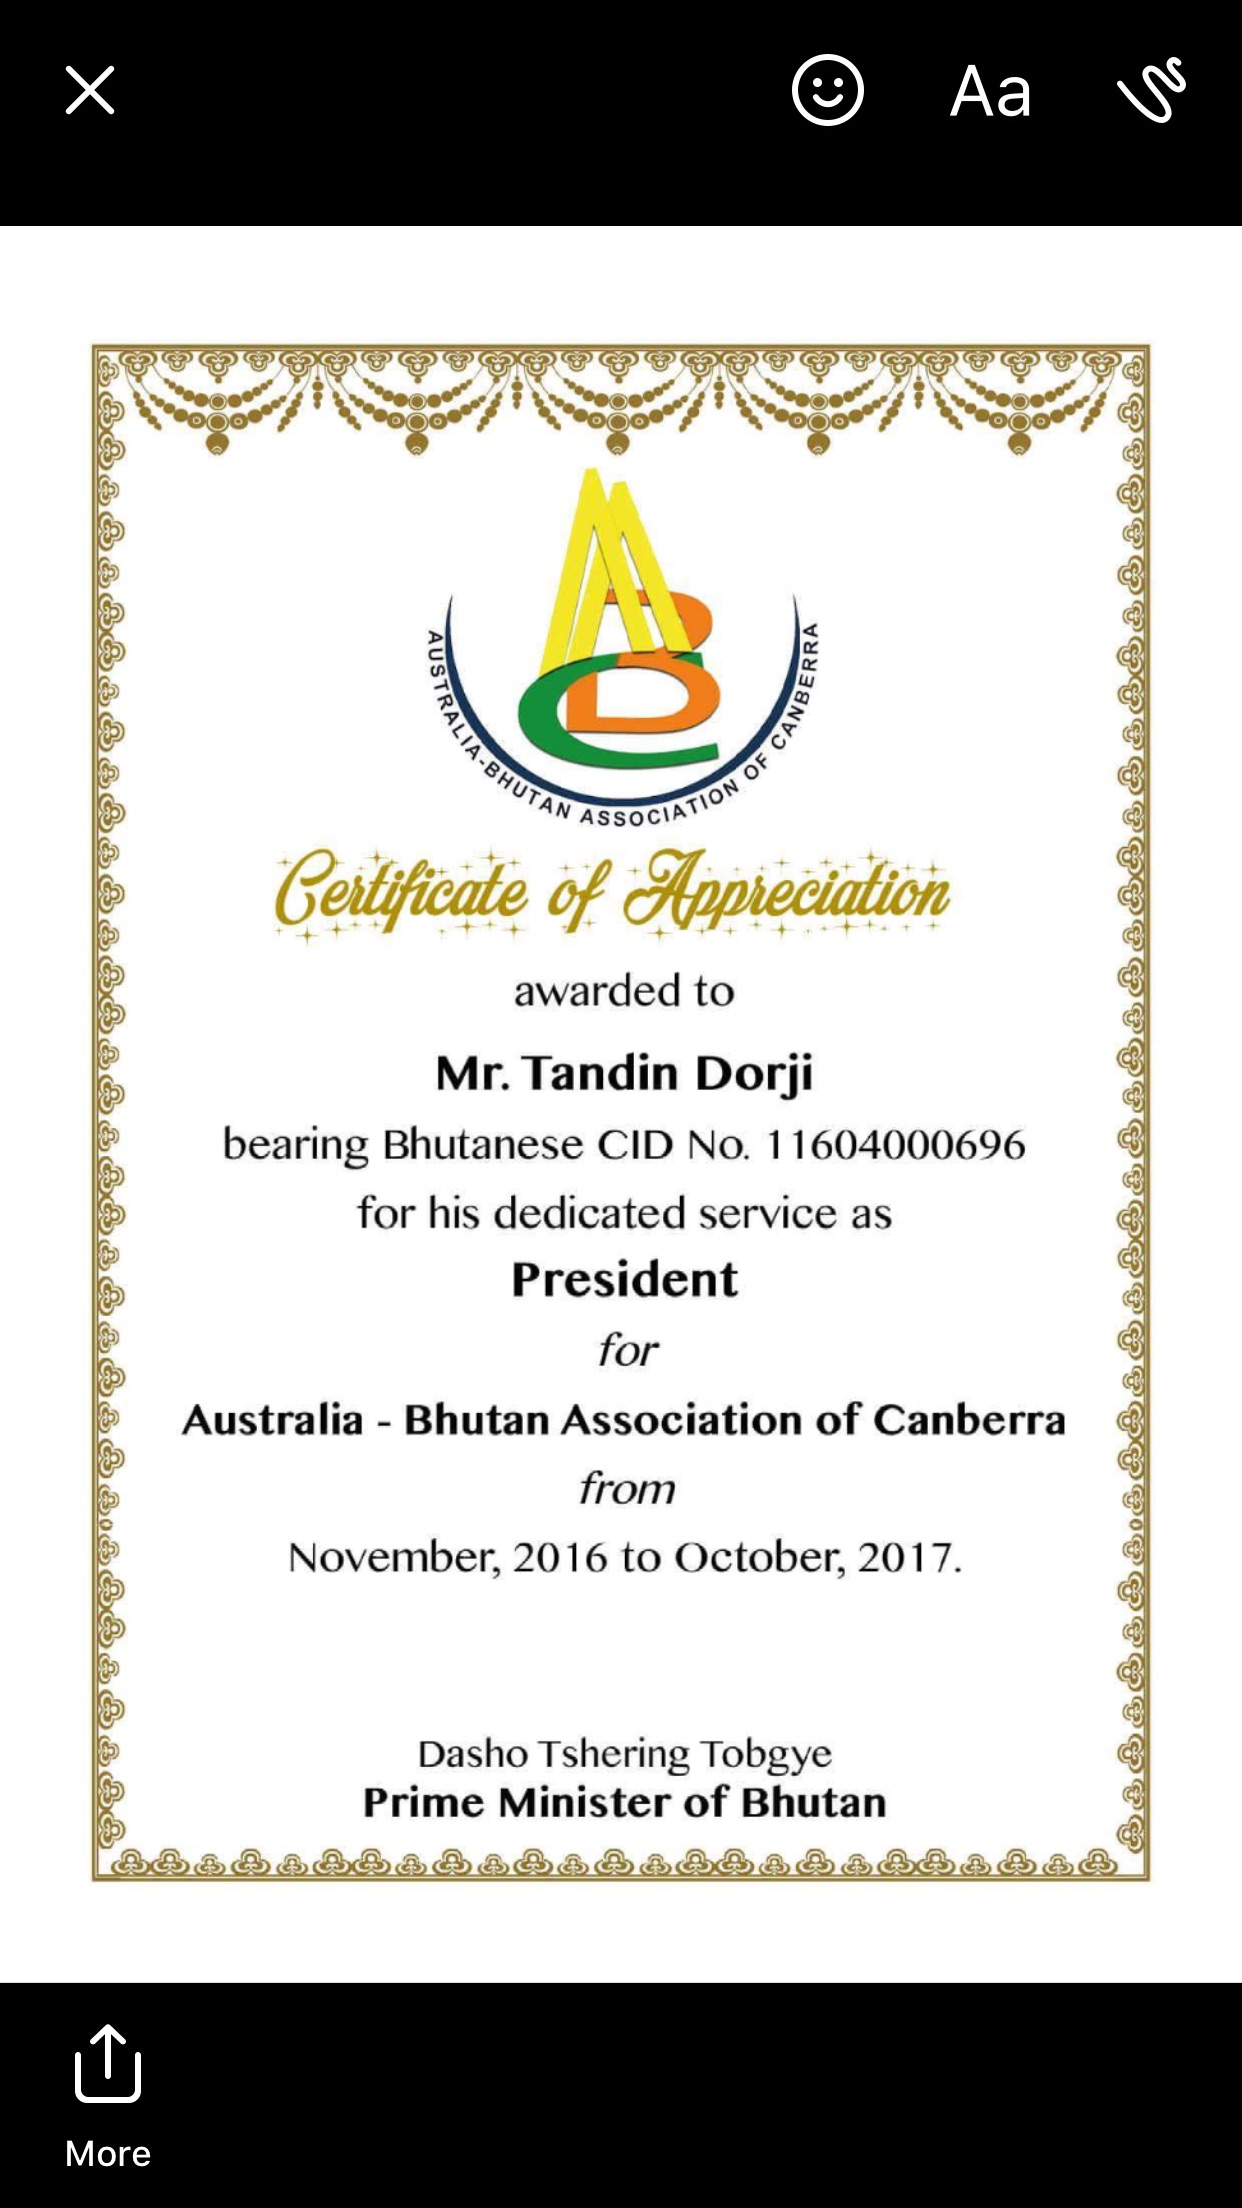 Aa
AUSTRALIA-BHUTAN ASSOCIATION OF CANBERRA
Certificate of Appreciation
awarded to
Mr. Tandin Dorji
bearing Bhutanese CID No. 11604000696
for his dedicated service as
President
for
Australia - Bhutan Association of Canberra
from
November, 2016 to October, 2017.
Dasho Tshering Tobgye
Prime Minister of Bhutan
More